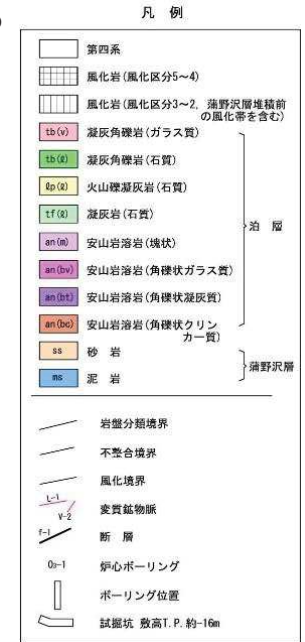 凡 例
第四系
風化岩(風化区分5~4)
風化岩(風化区分3~2, 蒲野沢層堆積前
の風化帯を含む)
tb(v) 凝灰角礫岩(ガラス質)
tb(ℓ) 凝灰角礫岩(石質)
ℓp(ℓ) 火山礫凝灰岩(石質)
tf(ℓ) 凝灰岩(石質)
an(m) 安山岩溶岩(塊状)
an(bv) 安山岩溶岩(角礫状ガラス質)
an(bt) 安山岩溶岩(角礫状凝灰質)
an(bc) 安山岩溶岩(角礫状クリン
カー質)
泊 層
ss 砂 岩
ms 泥 岩
蒲野沢層
岩盤分類境界
不整合境界
風化境界
L-1 V-2 変質鉱物脈
f-1 断 層
O₃-1 炉心ボーリング
ボーリング位置
試掘坑 敷高T.P.約-16m